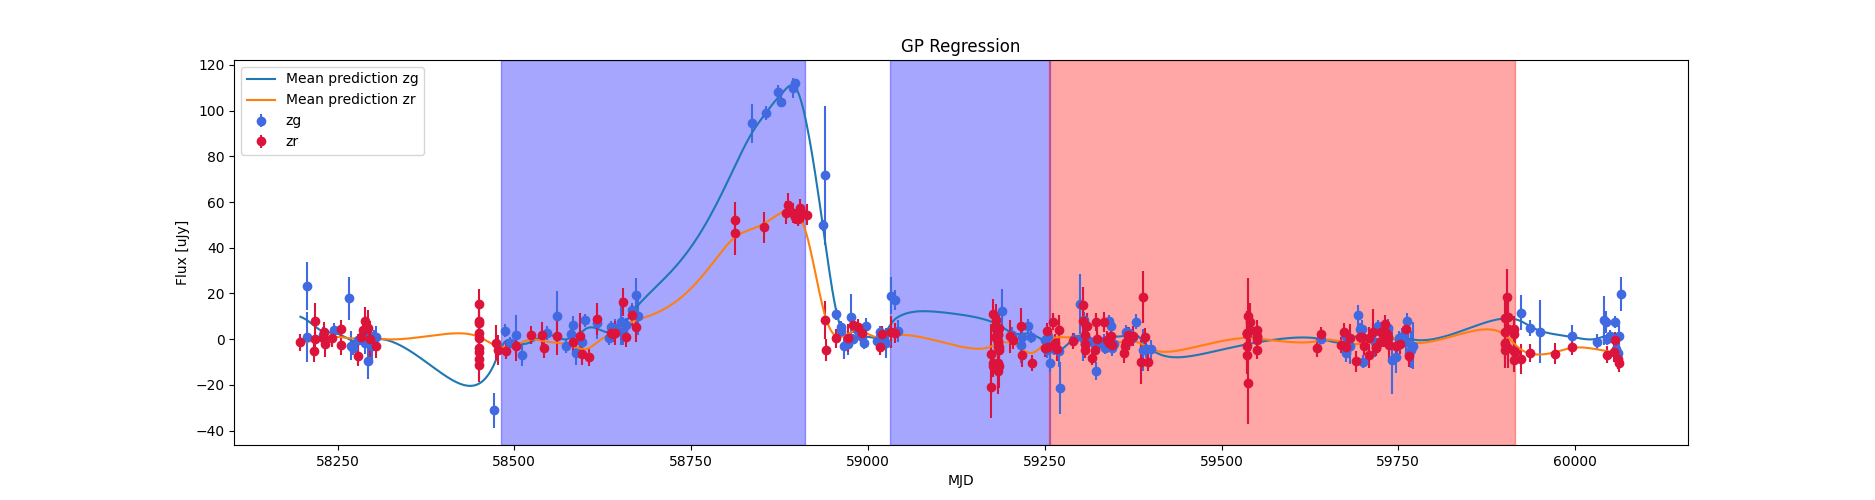 GP Regression
Mean prediction zg
Mean prediction zr
zg
zr
Flux [uJy]
120
100
80
60
40
20
0
−20
−40
58250 58500 58750 59000 59250 59500 59750 60000
MJD